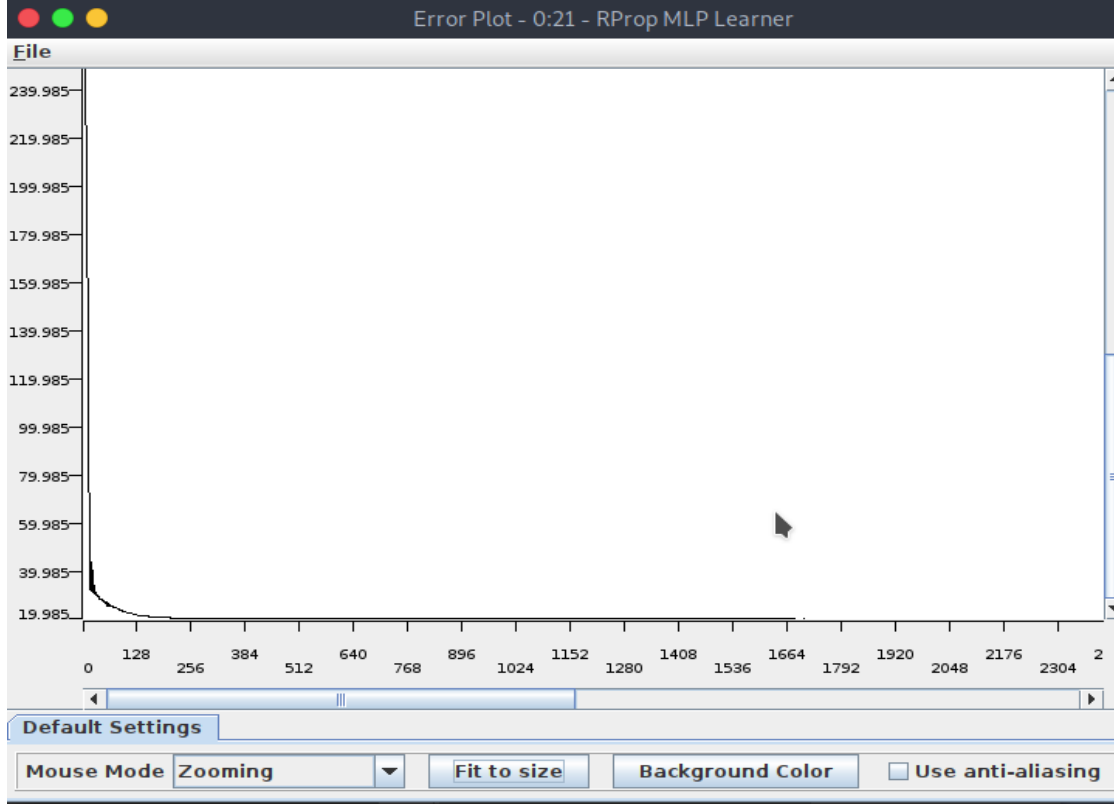 Error Plot - 0:21 - RProp MLP Learner
File
239.985
219.985
199.985
179.985
159.985
139.985
119.985
99.985
79.985
59.985
39.985
19.985
128 384 640 896 1152 1408 1664 1920 2176 2
0 256 512 768 1024 1280 1536 1792 2048 2304
Default Settings
Mouse Mode Zooming Fit to size Background Color Use anti-aliasing